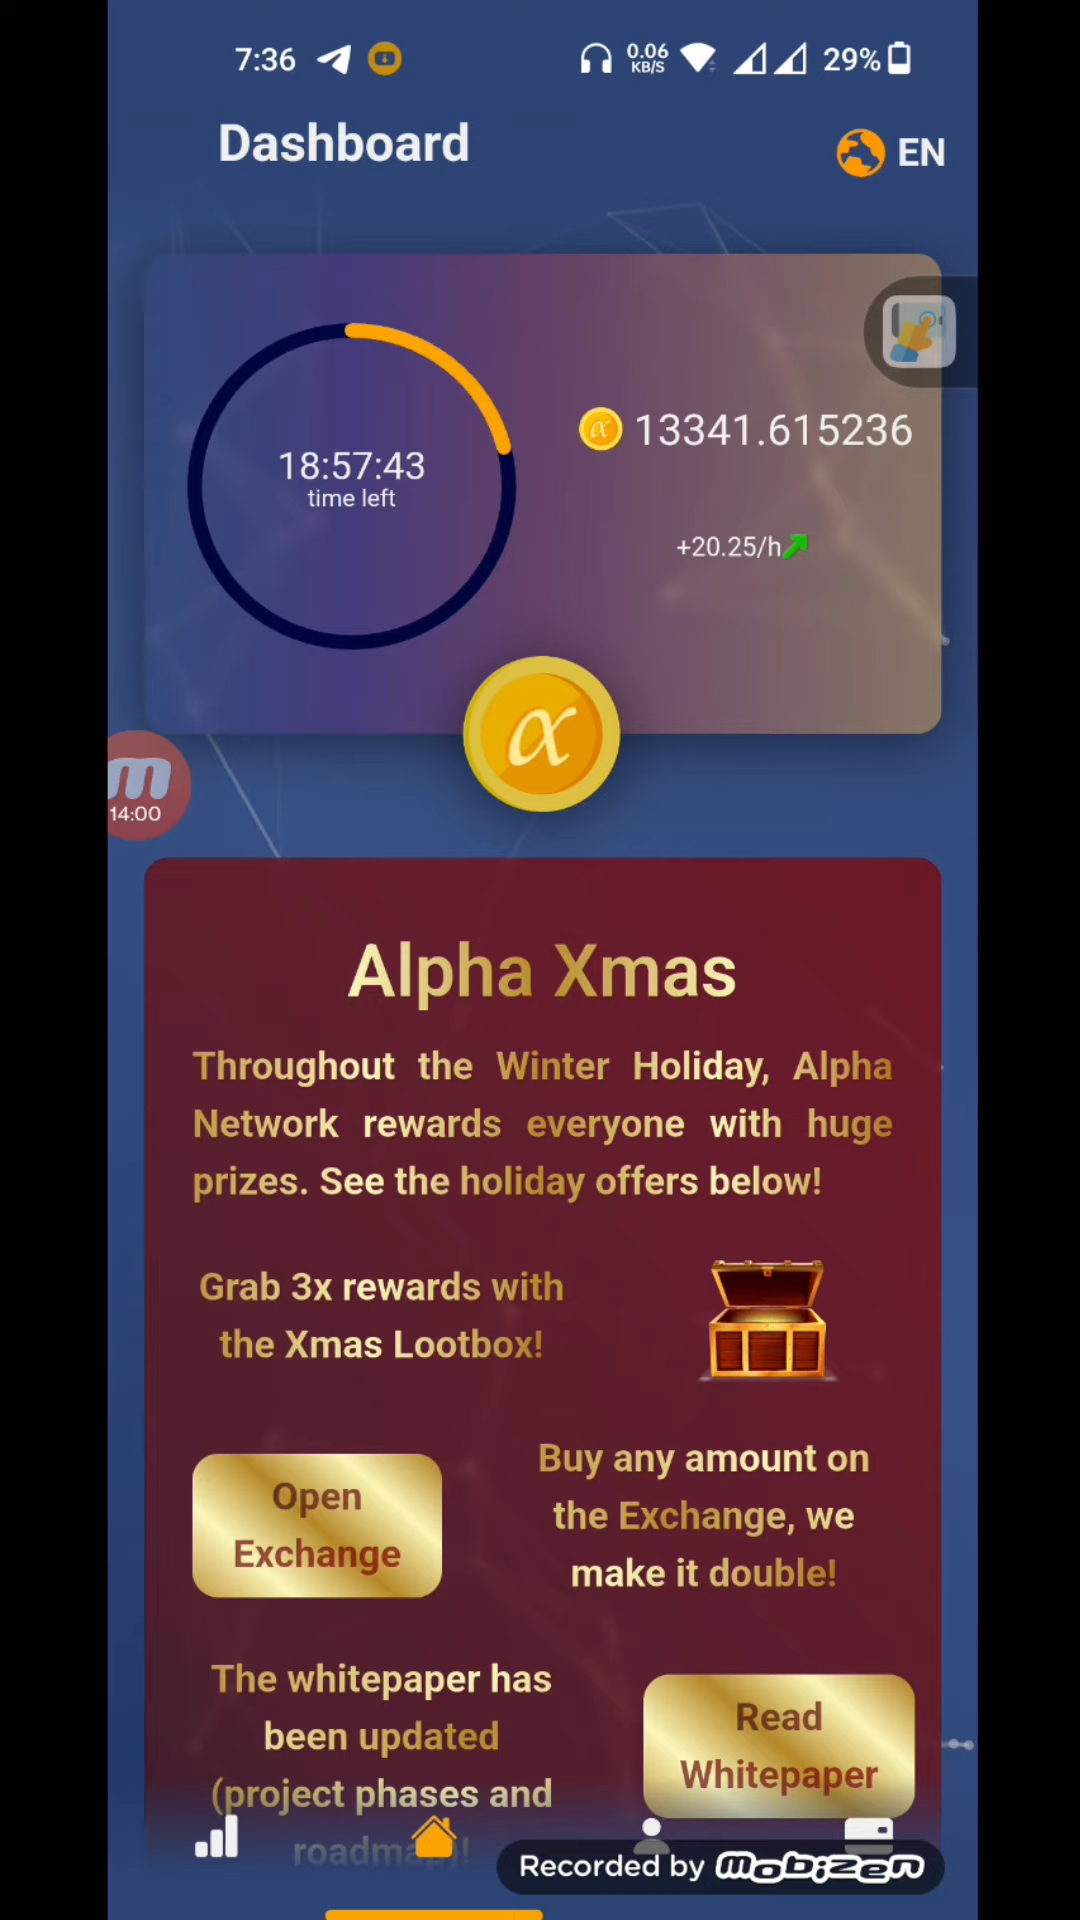 7:36
0.06
KB/S
29%
Dashboard
EN
18:57:43
time left
α 13341.615236
+20.25/h
α
m
14:00
Alpha Xmas
Throughout the Winter Holiday, Alpha
Network rewards everyone with huge
prizes. See the holiday offers below!
Grab 3x rewards with
the Xmas Lootbox!
Open
Exchange
Buy any amount on
the Exchange, we
make it double!
The whitepaper has
been updated
(project phases and
roadmap)!
Read
Whitepaper
Recorded by mobizen